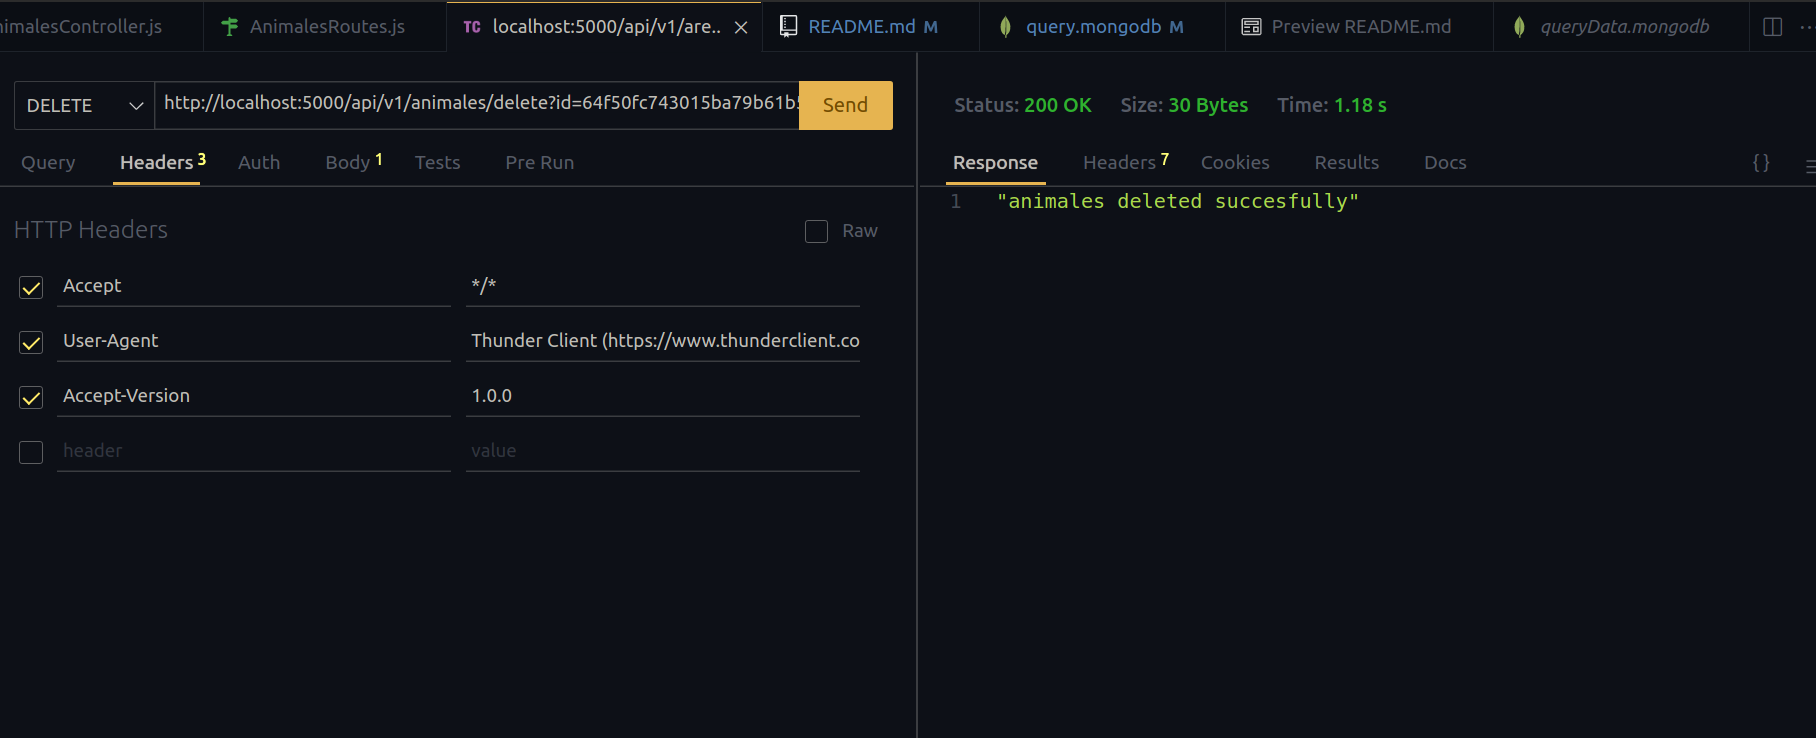 nimalesController.js AnimalesRoutes.js TC localhost:5000/api/v1/are.. README.md M query.mongodb M Preview README.md queryData.mongodb
DELETE http://localhost:5000/api/v1/animales/delete?id=64f50fc743015ba79b61b Send
Query Headers 3 Auth Body 1 Tests Pre Run
HTTP Headers Raw
Accept */*
User-Agent Thunder Client (https://www.thunderclient.co
Accept-Version 1.0.0
header value
Status: 200 OK Size: 30 Bytes Time: 1.18 s
Response Headers 7 Cookies Results Docs {}
1 "animales deleted succesfully"